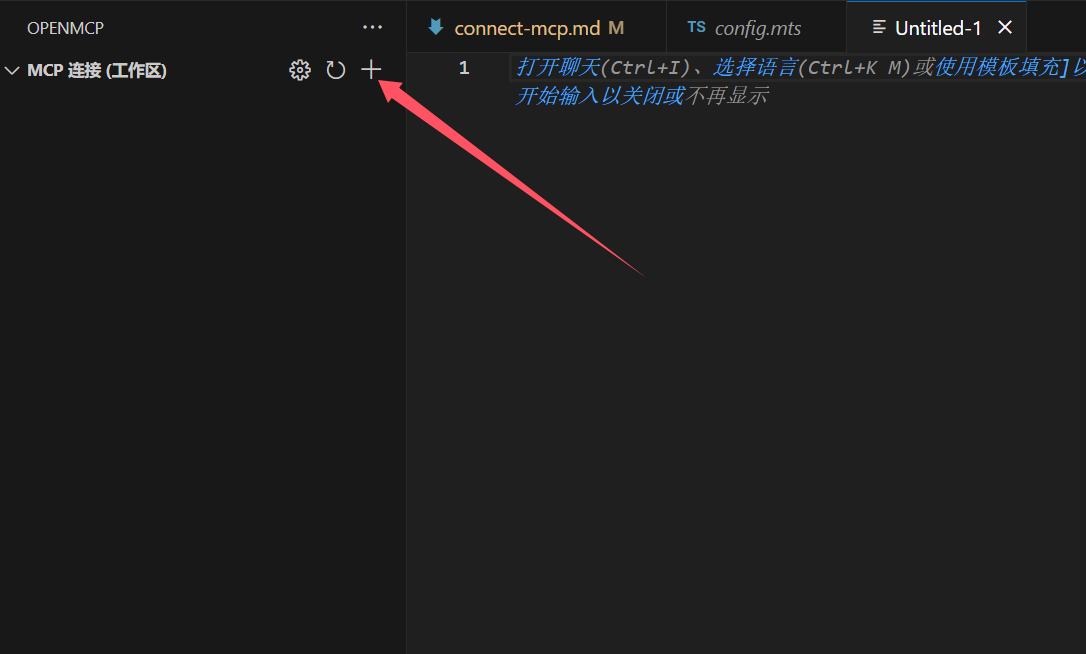 OPENMCP
connect-mcp.md M
TS config.mts
Untitled-1
MCP 连接 (工作区)
1
打开聊天(Ctrl+I)、选择语言(Ctrl+K M)或使用模板填充]以
开始输入以关闭或不再显示